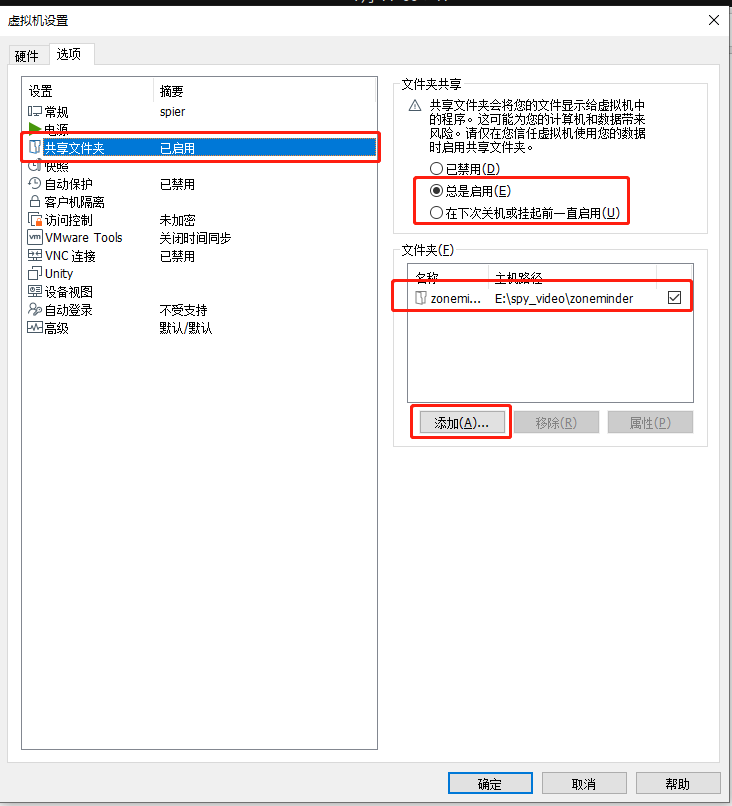 虚拟机设置
硬件 选项
设置 摘要
常规 spier
电源
共享文件夹 已启用
快照
自动保护 已禁用
客户机隔离
访问控制 未加密
VMware Tools 关闭时间同步
VNC 连接 已禁用
Unity
设备视图
自动登录 不受支持
高级 默认/默认
文件夹共享
共享文件夹会将您的文件显示给虚拟机中
的程序。这可能为您的计算机和数据带来
风险。请仅在您信任虚拟机使用您的数据
时启用共享文件夹。
已禁用(D)
总是启用(E)
在下次关机或挂起前一直启用(U)
文件夹(F)
名称 主机路径
zonemi... E:\spy_video\zoneminder
添加(A)... 移除(R) 属性(P)
确定 取消 帮助